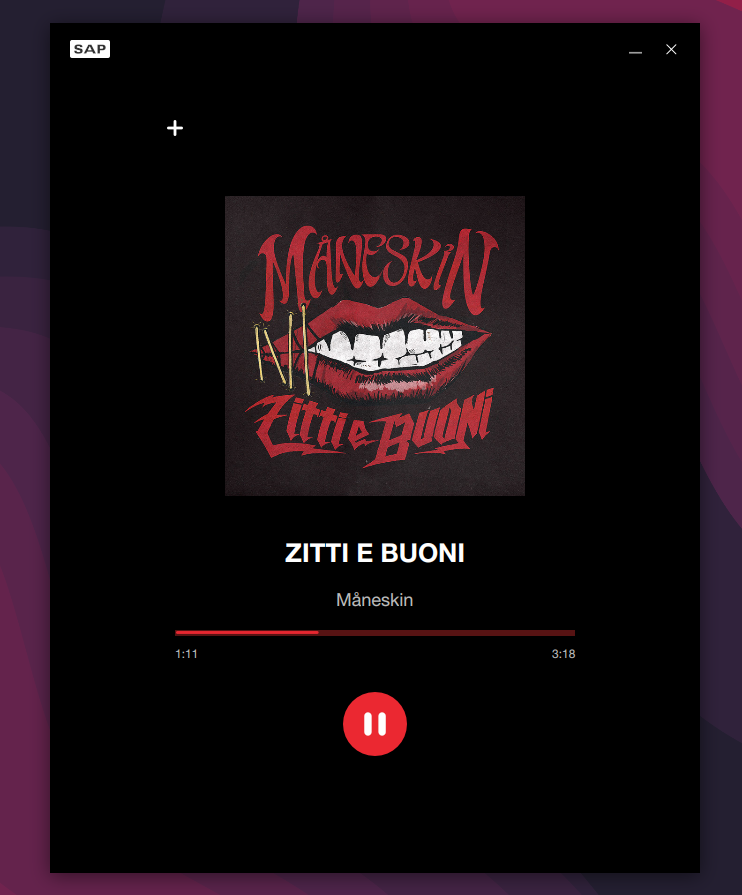 SAP
MÅNESKIN
Zitti e BUONI
ZITTI E BUONI
Måneskin
1:11
3:18